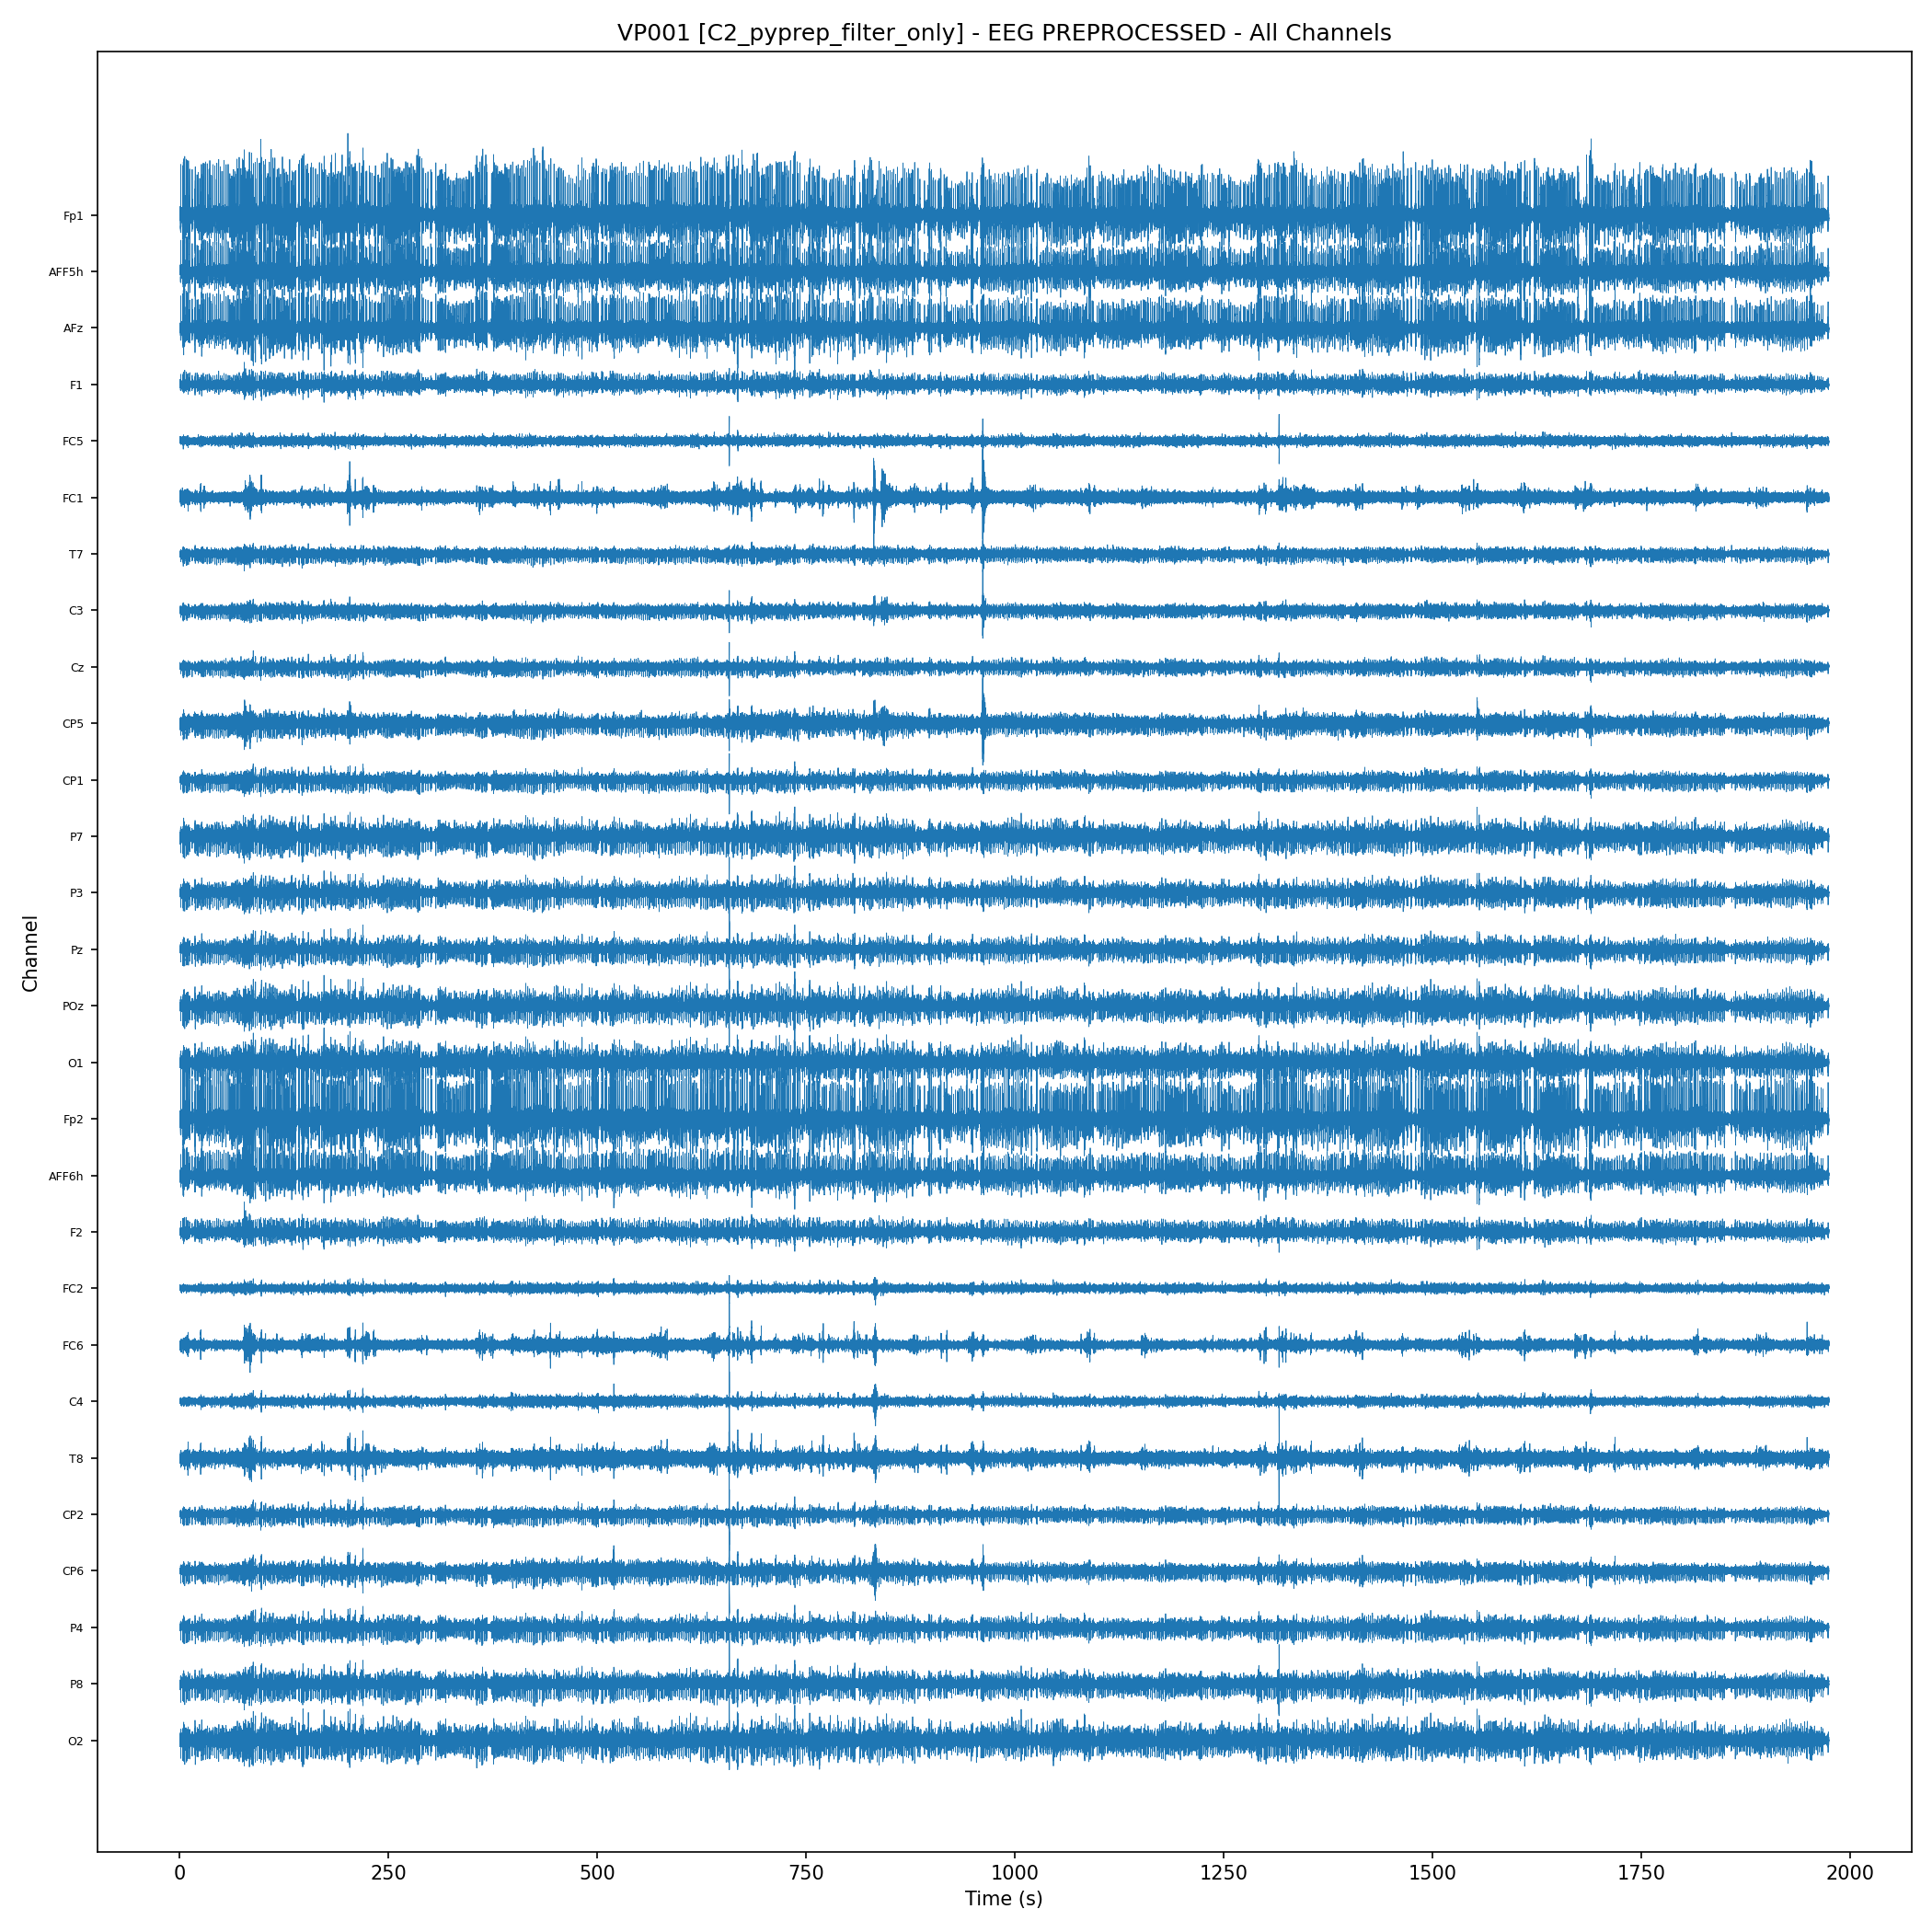 VP001 [C2_pyprep_filter_only] - EEG PREPROCESSED - All Channels
Channel
Fp1
AFF5h
AFz
F1
FC5
FC1
T7
C3
Cz
CP5
CP1
P7
P3
Pz
POz
O1
Fp2
AFF6h
F2
FC2
FC6
C4
T8
CP2
CP6
P4
P8
O2
0 250 500 750 1000 1250 1500 1750 2000
Time (s)